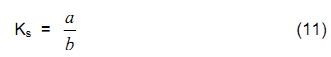 Kₛ = a/b (11)